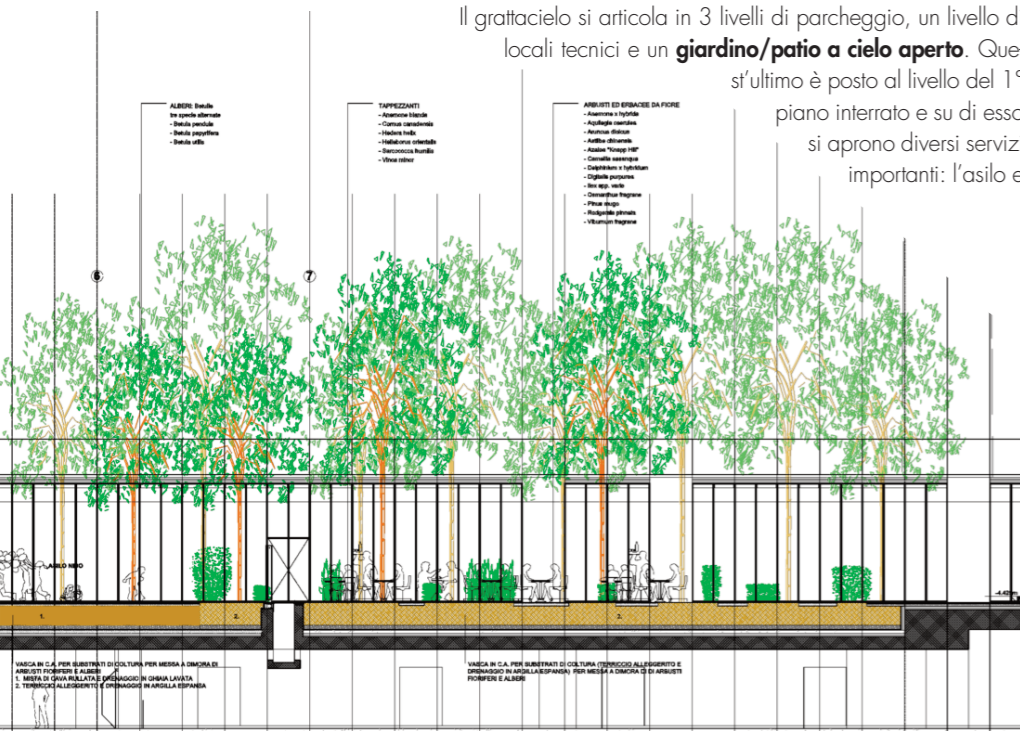 Il grattacielo si articola in 3 livelli di parcheggio, un livello d
locali tecnici e un giardino/patio a cielo aperto. Que-
st'ultimo è posto al livello del 1°
piano interrato e su di esso
si aprono diversi serviz
importanti: l'asilo e
ALBERI: Betulle
tre specie alternate
- Betula pendula
- Betula papyrifera
- Betula utilis
TAPPEZZANTI
- Anemone blanda
- Cornus canadensis
- Hedera helix
- Helleborus orientalis
- Sarcococca humilis
- Vinca minor
ARBUSTI ED ERBACEE DA FIORE
- Anemone x hybrida
- Aquilegia caerulea
- Aruncus dioicus
- Astilbe chinensis
- Azalea "Knapp Hill"
- Camellia sasanqua
- Delphinium x hybridum
- Digitalis purpurea
- Ilex spp. varie
- Osmanthus fragrans
- Pinus mugo
- Rodgersia pinnata
- Viburnum fragrans
6
7
ASILO NIDO
1.
2.
2.
VASCA IN C.A. PER SUBSTRATI DI COLTURA PER MESSA A DIMORA DI
ARBUSTI FIORIFERI E ALBERI
1. MISTA DI CAVA RULLATA E DRENAGGIO IN GHIAIA LAVATA
2. TERRICCIO ALLEGGERITO E DRENAGGIO IN ARGILLA ESPANSA
VASCA IN C.A. PER SUBSTRATI DI COLTURA (TERRICCIO ALLEGGERITO E
DRENAGGIO IN ARGILLA ESPANSA) PER MESSA A DIMORA DI DI ARBUSTI
FIORIFERI E ALBERI